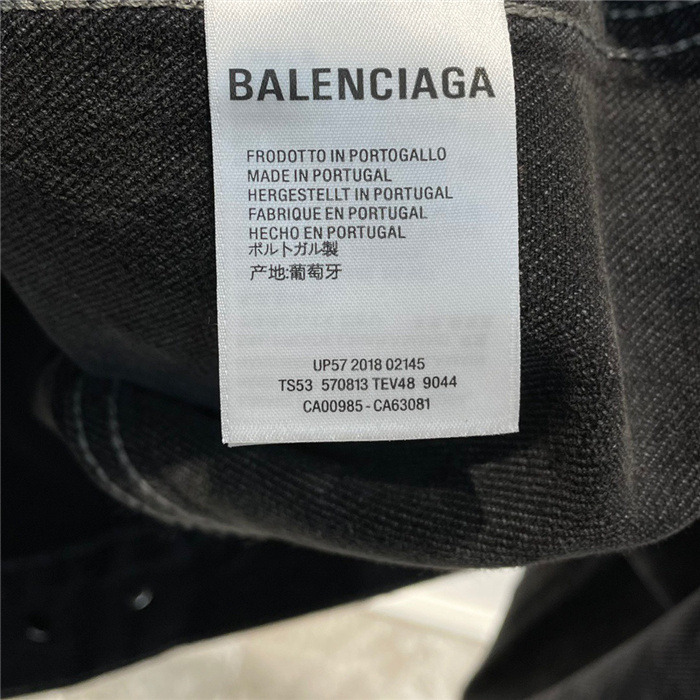 BALENCIAGA
FRODOTTO IN PORTOGALLO
MADE IN PORTUGAL
HERGESTELLT IN PORTUGAL
FABRIQUE EN PORTUGAL
HECHO EN PORTUGAL
ポルトガル製
产地:葡萄牙
UP57 2018 02145
TS53 570813 TEV48 9044
CA00985-CA63081